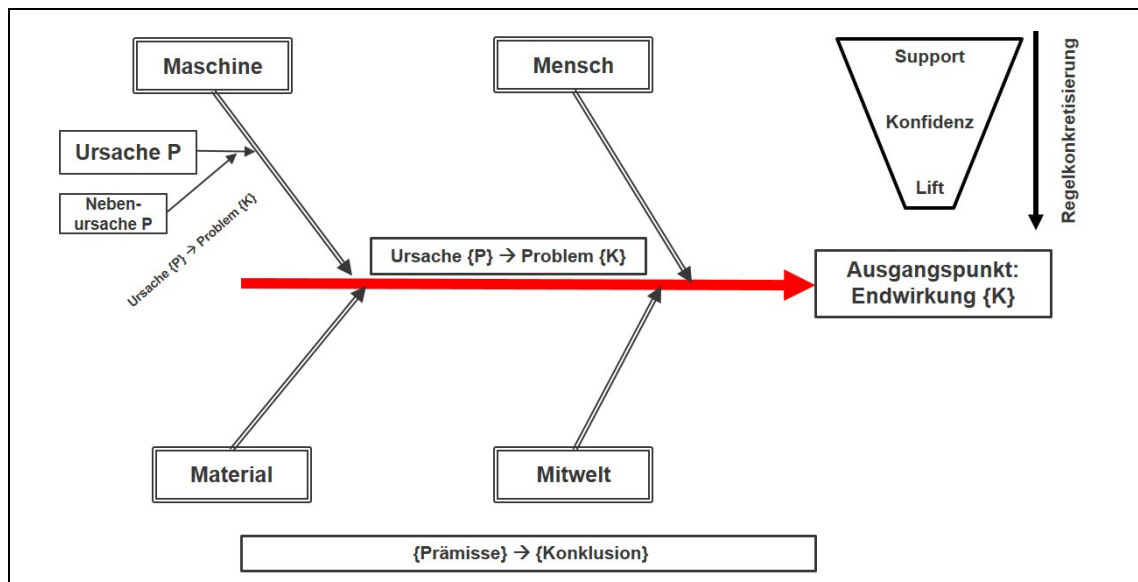 Maschine
Mensch
Support
Konfidenz
Lift
Regelkonkretisierung
Ursache P
Neben-
ursache P
Ursache {P} → Problem {K}
Ursache {P} → Problem {K}
Ausgangspunkt:
Endwirkung {K}
Material
Mitwelt
{Prämisse} → {Konklusion}